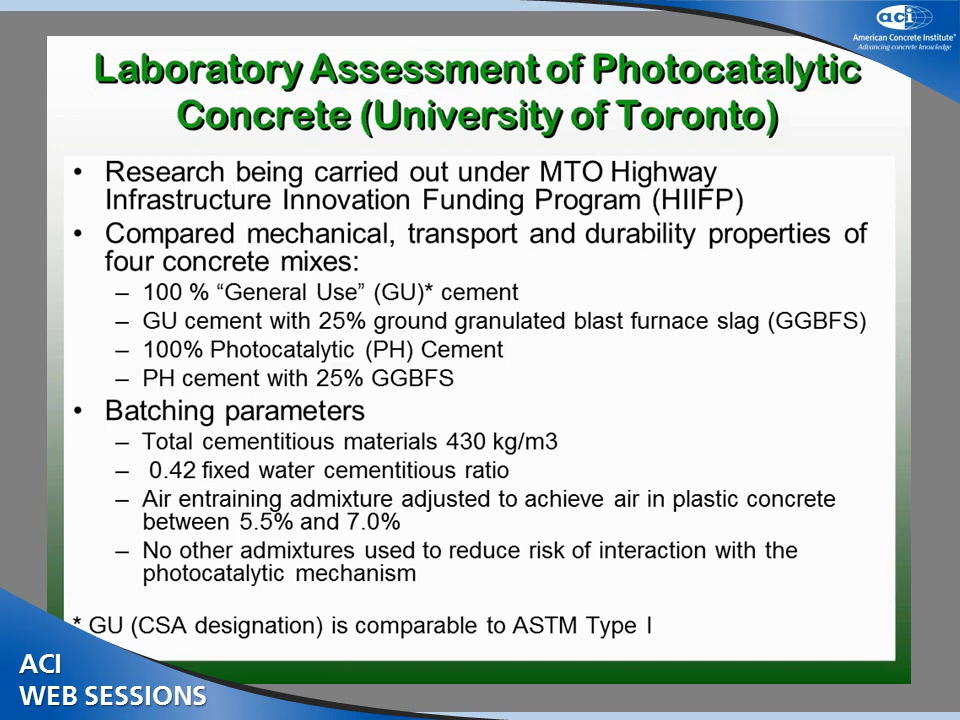 aci
American Concrete Institute®
Advancing concrete knowledge
Laboratory Assessment of Photocatalytic
Concrete (University of Toronto)
• Research being carried out under MTO Highway
Infrastructure Innovation Funding Program (HIIFP)
• Compared mechanical, transport and durability properties of
four concrete mixes:
– 100 % “General Use” (GU)* cement
– GU cement with 25% ground granulated blast furnace slag (GGBFS)
– 100% Photocatalytic (PH) Cement
– PH cement with 25% GGBFS
• Batching parameters
– Total cementitious materials 430 kg/m3
– 0.42 fixed water cementitious ratio
– Air entraining admixture adjusted to achieve air in plastic concrete
between 5.5% and 7.0%
– No other admixtures used to reduce risk of interaction with the
photocatalytic mechanism
* GU (CSA designation) is comparable to ASTM Type I
ACI
WEB SESSIONS